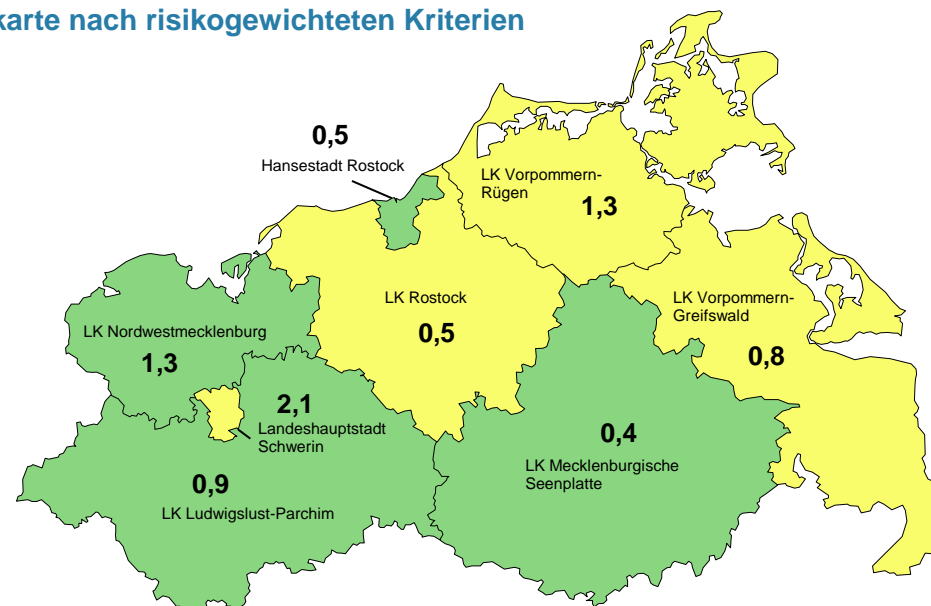 karte nach risikogewichteten Kriterien
0,5
Hansestadt Rostock
LK Vorpommern-
Rügen
1,3
LK Rostock
0,5
LK Vorpommern-
Greifswald
0,8
LK Nordwestmecklenburg
1,3
2,1
Landeshauptstadt
Schwerin
0,4
LK Mecklenburgische
Seenplatte
0,9
LK Ludwigslust-Parchim